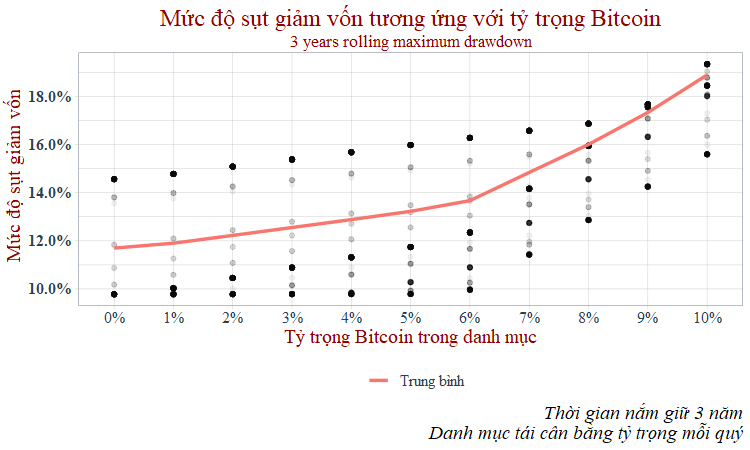 Mức độ sụt giảm vốn tương ứng với tỷ trọng Bitcoin
3 years rolling maximum drawdown
Mức độ sụt giảm vốn
18.0%
16.0%
14.0%
12.0%
10.0%
0% 1% 2% 3% 4% 5% 6% 7% 8% 9% 10%
Tỷ trọng Bitcoin trong danh mục
Trung bình
Thời gian nắm giữ 3 năm
Danh mục tái cân bằng tỷ trọng mỗi quý